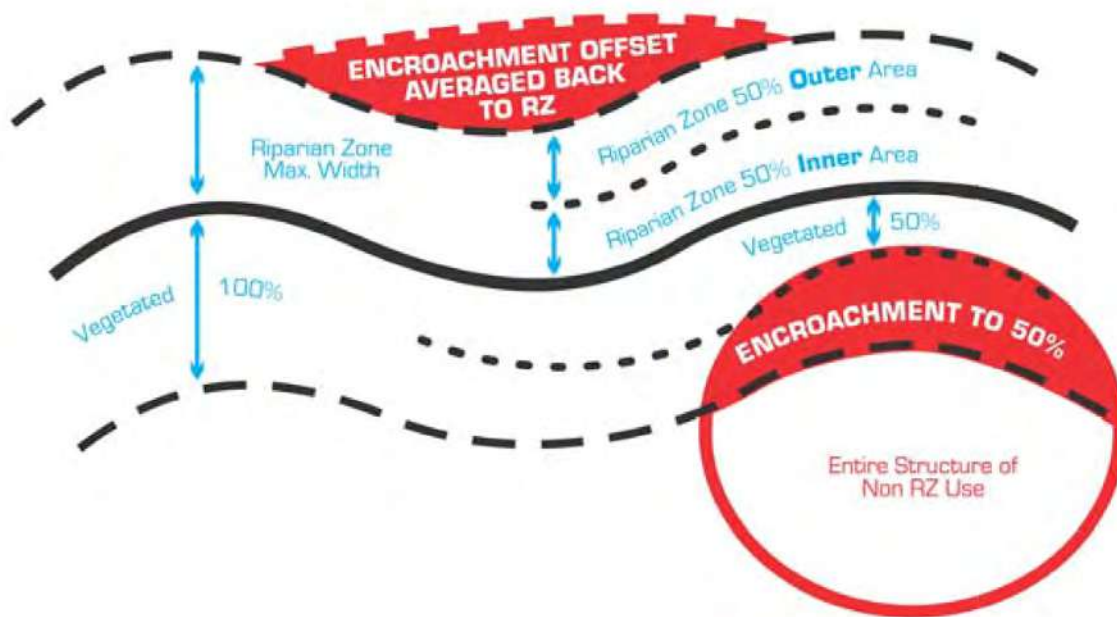 ENCROACHMENT OFFSET
AVERAGED BACK
TO RZ
Riparian Zone 50% Outer Area
Riparian Zone
Max. Width
Riparian Zone 50% Inner Area
Vegetated 50%
Vegetated 100%
ENCROACHMENT TO 50%
Entire Structure of
Non RZ Use